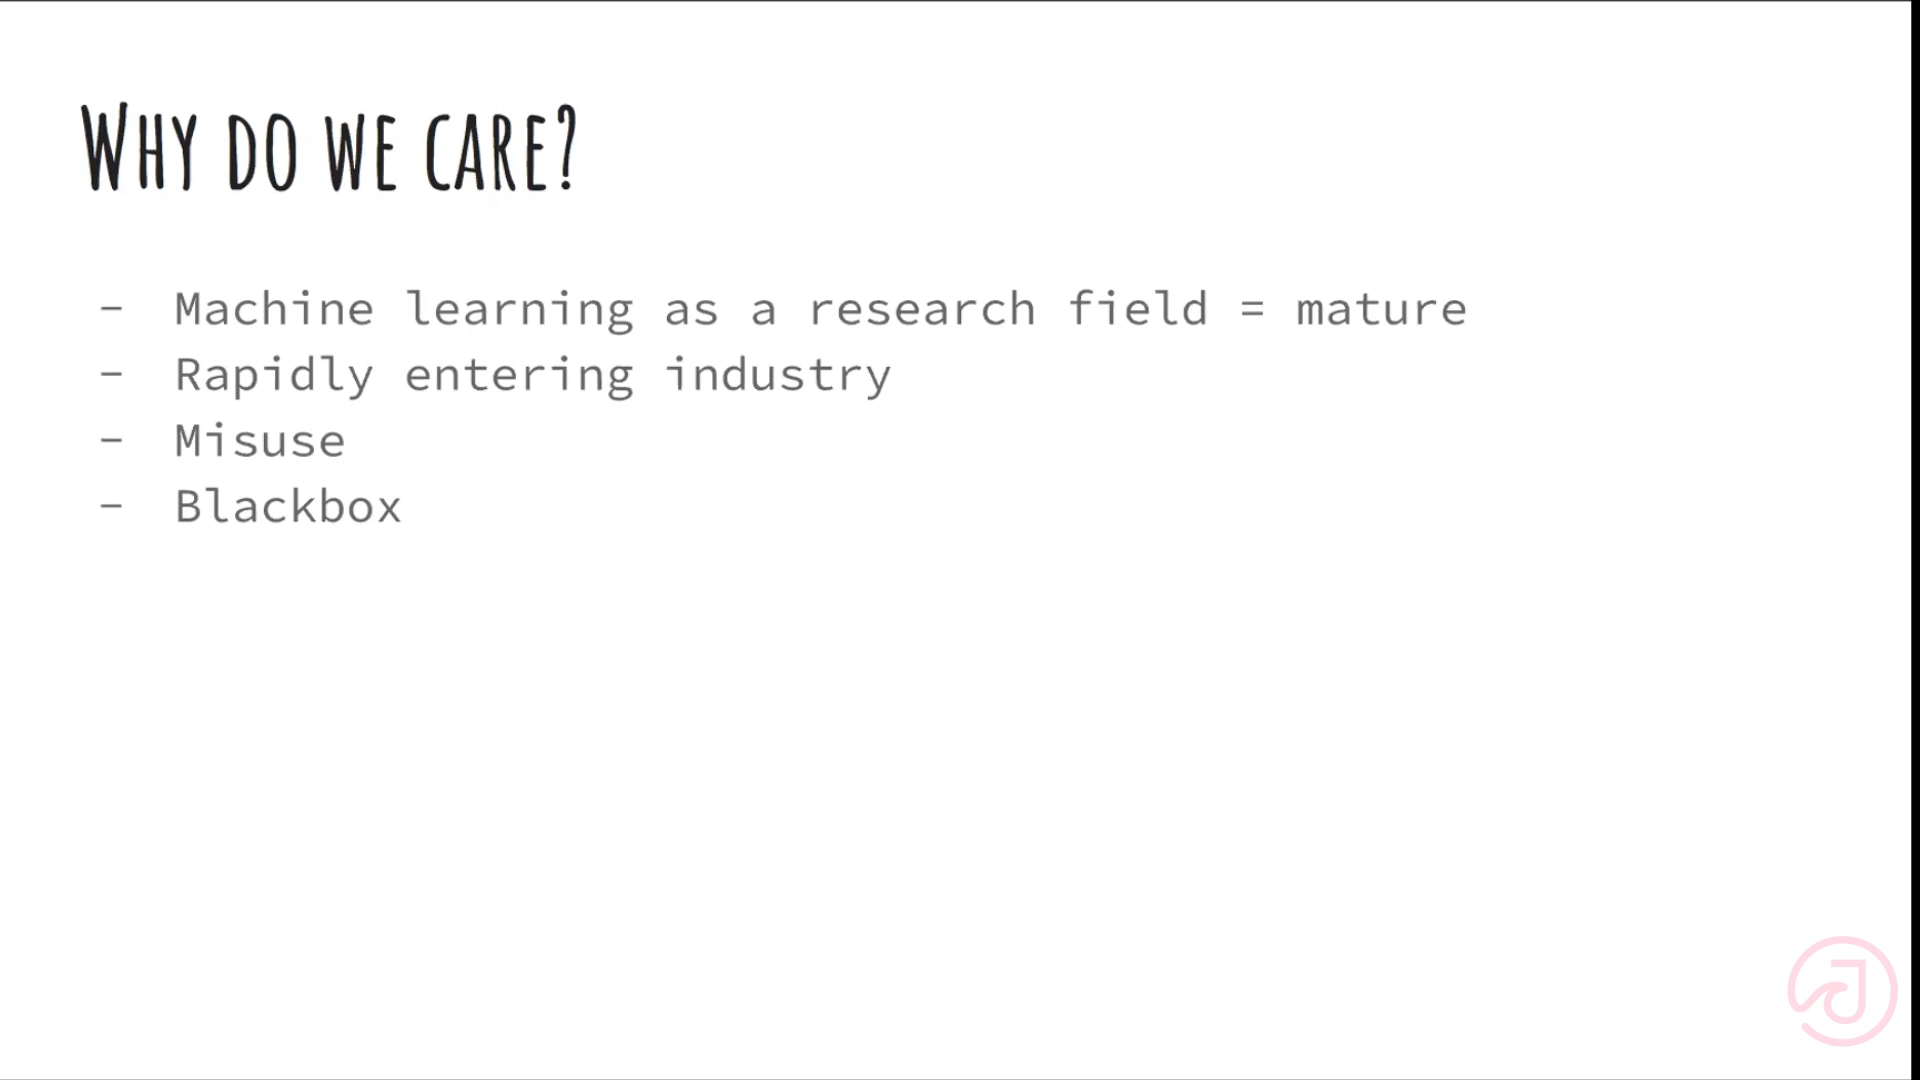 Why do we care?
- Machine learning as a research field = mature
- Rapidly entering industry
- Misuse
- Blackbox